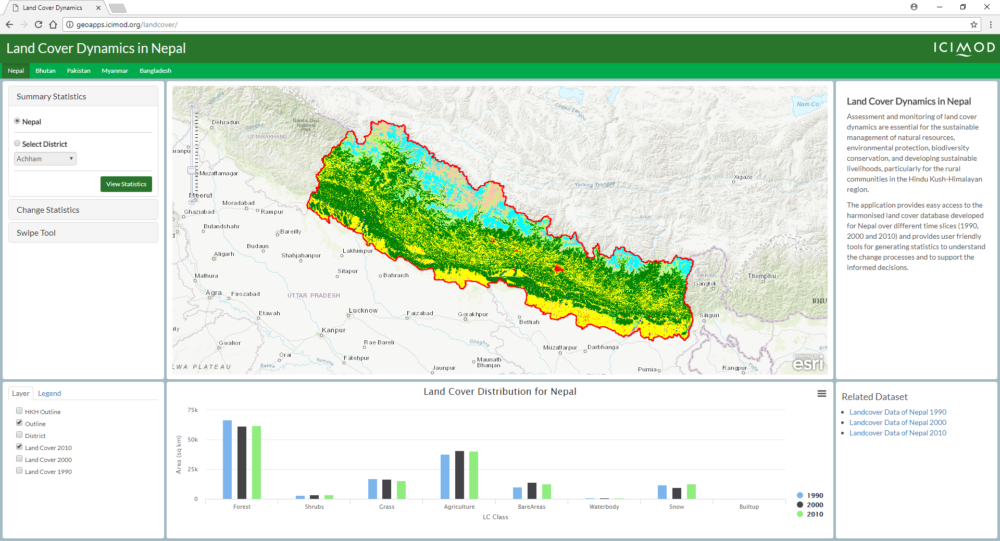 Land Cover Dynamics
geoapps.icimod.org/landcover/
Land Cover Dynamics in Nepal
ICIMOD
Nepal Bhutan Pakistan Myanmar Bangladesh
Summary Statistics
Nepal
Select District
Achham
View Statistics
Change Statistics
Swipe Tool
Yamuna
Dehradun
Ganges
Nanda Devi
National
Park
UTTARAKHAND
aranpu
Muzaffarnagar
Meerut
Moradabad
Rampur
Ghaziabad
Bulandshahr
Bareilly
Budaun
Aligarh
Shahjahanpur
Lakhimpur
Mathura
Sitapur
Bahraich
Agra
Firozabad
UTTAR PRADESH
Etawah
Lucknow
Faizabad
Gorakhpur
Bettiah
Kanpur
Rae Bareli
Ghaghra
Gwalior
Orai
Yamuna
Betwa
Fatehpur
Maunath
Bhanjan
Jaunpur
Muzaffarpur
Darbhanga
Purnia
LWA PLATEAU
ity
d
Coqen Zangbo
Nam Co
Yarlung Tsangpo
Xigaze
Arun
SIKKIM
Gangtok
Thimphu
BHU
Siliguri
Rangpur
Tista
Bra
BIHAR
POWERED BY
esri
Land Cover Dynamics in Nepal
Assessment and monitoring of land cover
dynamics are essential for the sustainable
management of natural resources,
environmental protection, biodiversity
conservation, and developing sustainable
livelihoods, particularly for the rural
communities in the Hindu Kush-Himalayan
region.
The application provides easy access to the
harmonised land cover database developed
for Nepal over different time slices (1990,
2000 and 2010) and provides user friendly
tools for generating statistics to understand
the change processes and to support the
informed decisions.
Layer Legend
HKH Outline
Outline
District
Land Cover 2010
Land Cover 2000
Land Cover 1990
Land Cover Distribution for Nepal
Area (sq km)
75k
50k
25k
0
Forest Shrubs Grass Agriculture BareAreas Waterbody Snow Builtup
LC Class
1990
2000
2010
Related Dataset
Landcover Data of Nepal 1990
Landcover Data of Nepal 2000
Landcover Data of Nepal 2010